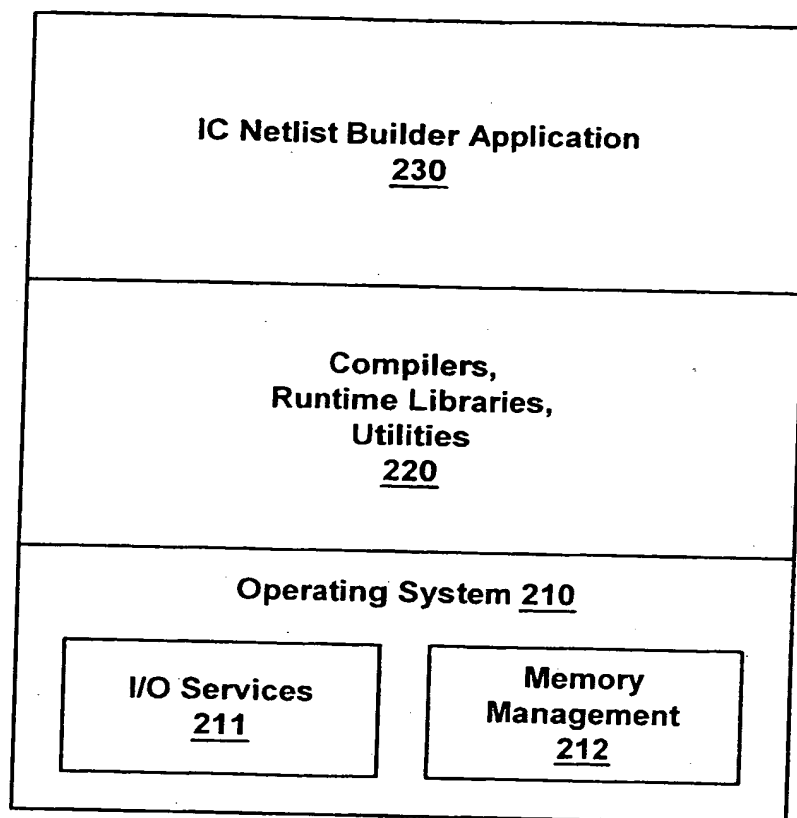 IC Netlist Builder Application
230
Compilers,
Runtime Libraries,
Utilities
220
Operating System 210
I/O Services
211
Memory
Management
212